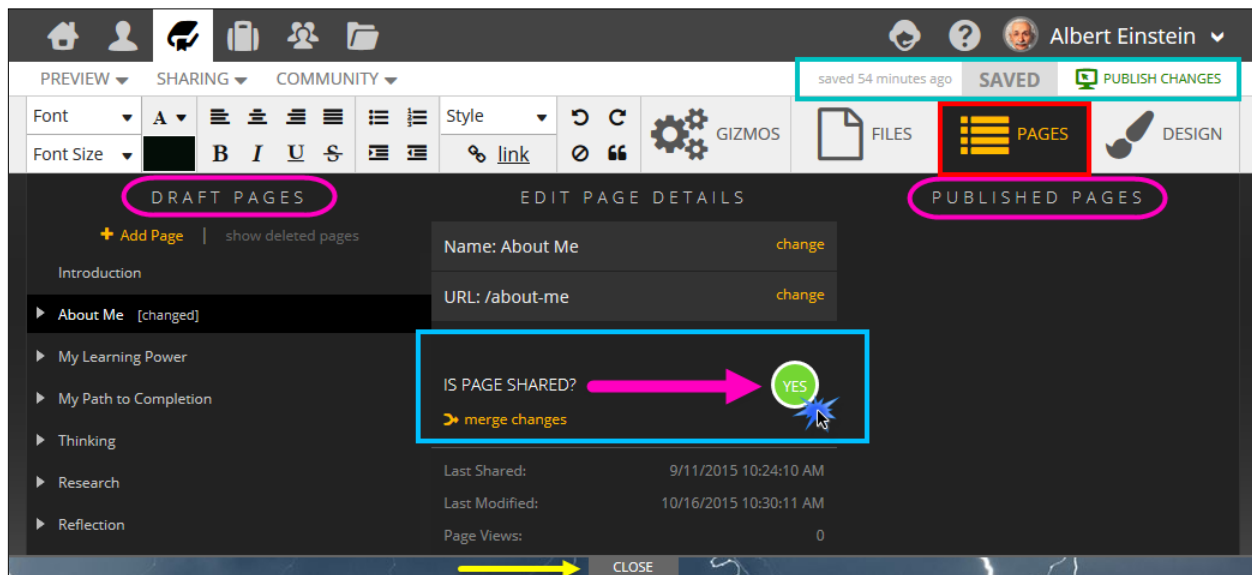 Albert Einstein
PREVIEW SHARING COMMUNITY
saved 54 minutes ago SAVED PUBLISH CHANGES
Font A Style
GIZMOS FILES PAGES DESIGN
Font Size B I U S link
DRAFT PAGES
EDIT PAGE DETAILS
PUBLISHED PAGES
+ Add Page | show deleted pages
Introduction
About Me [changed]
My Learning Power
My Path to Completion
Thinking
Research
Reflection
Name: About Me change
URL: /about-me change
IS PAGE SHARED? YES
merge changes
Last Shared: 9/11/2015 10:24:10 AM
Last Modified: 10/16/2015 10:30:11 AM
Page Views: 0
CLOSE